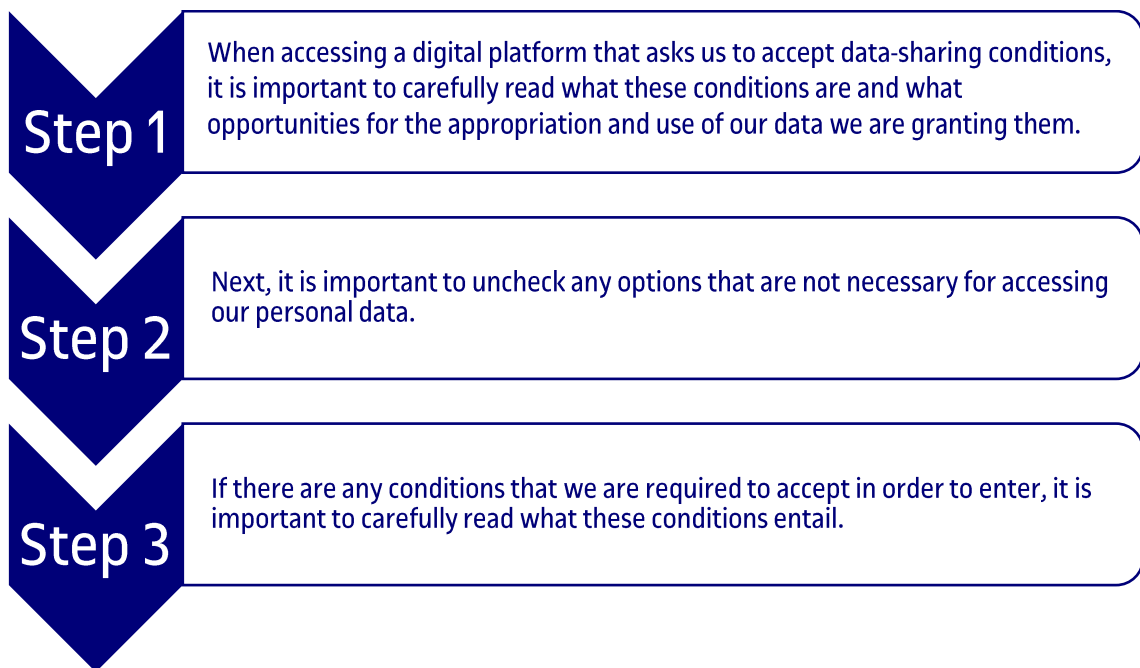 Step 1
When accessing a digital platform that asks us to accept data-sharing conditions,
it is important to carefully read what these conditions are and what
opportunities for the appropriation and use of our data we are granting them.
Step 2
Next, it is important to uncheck any options that are not necessary for accessing
our personal data.
Step 3
If there are any conditions that we are required to accept in order to enter, it is
important to carefully read what these conditions entail.